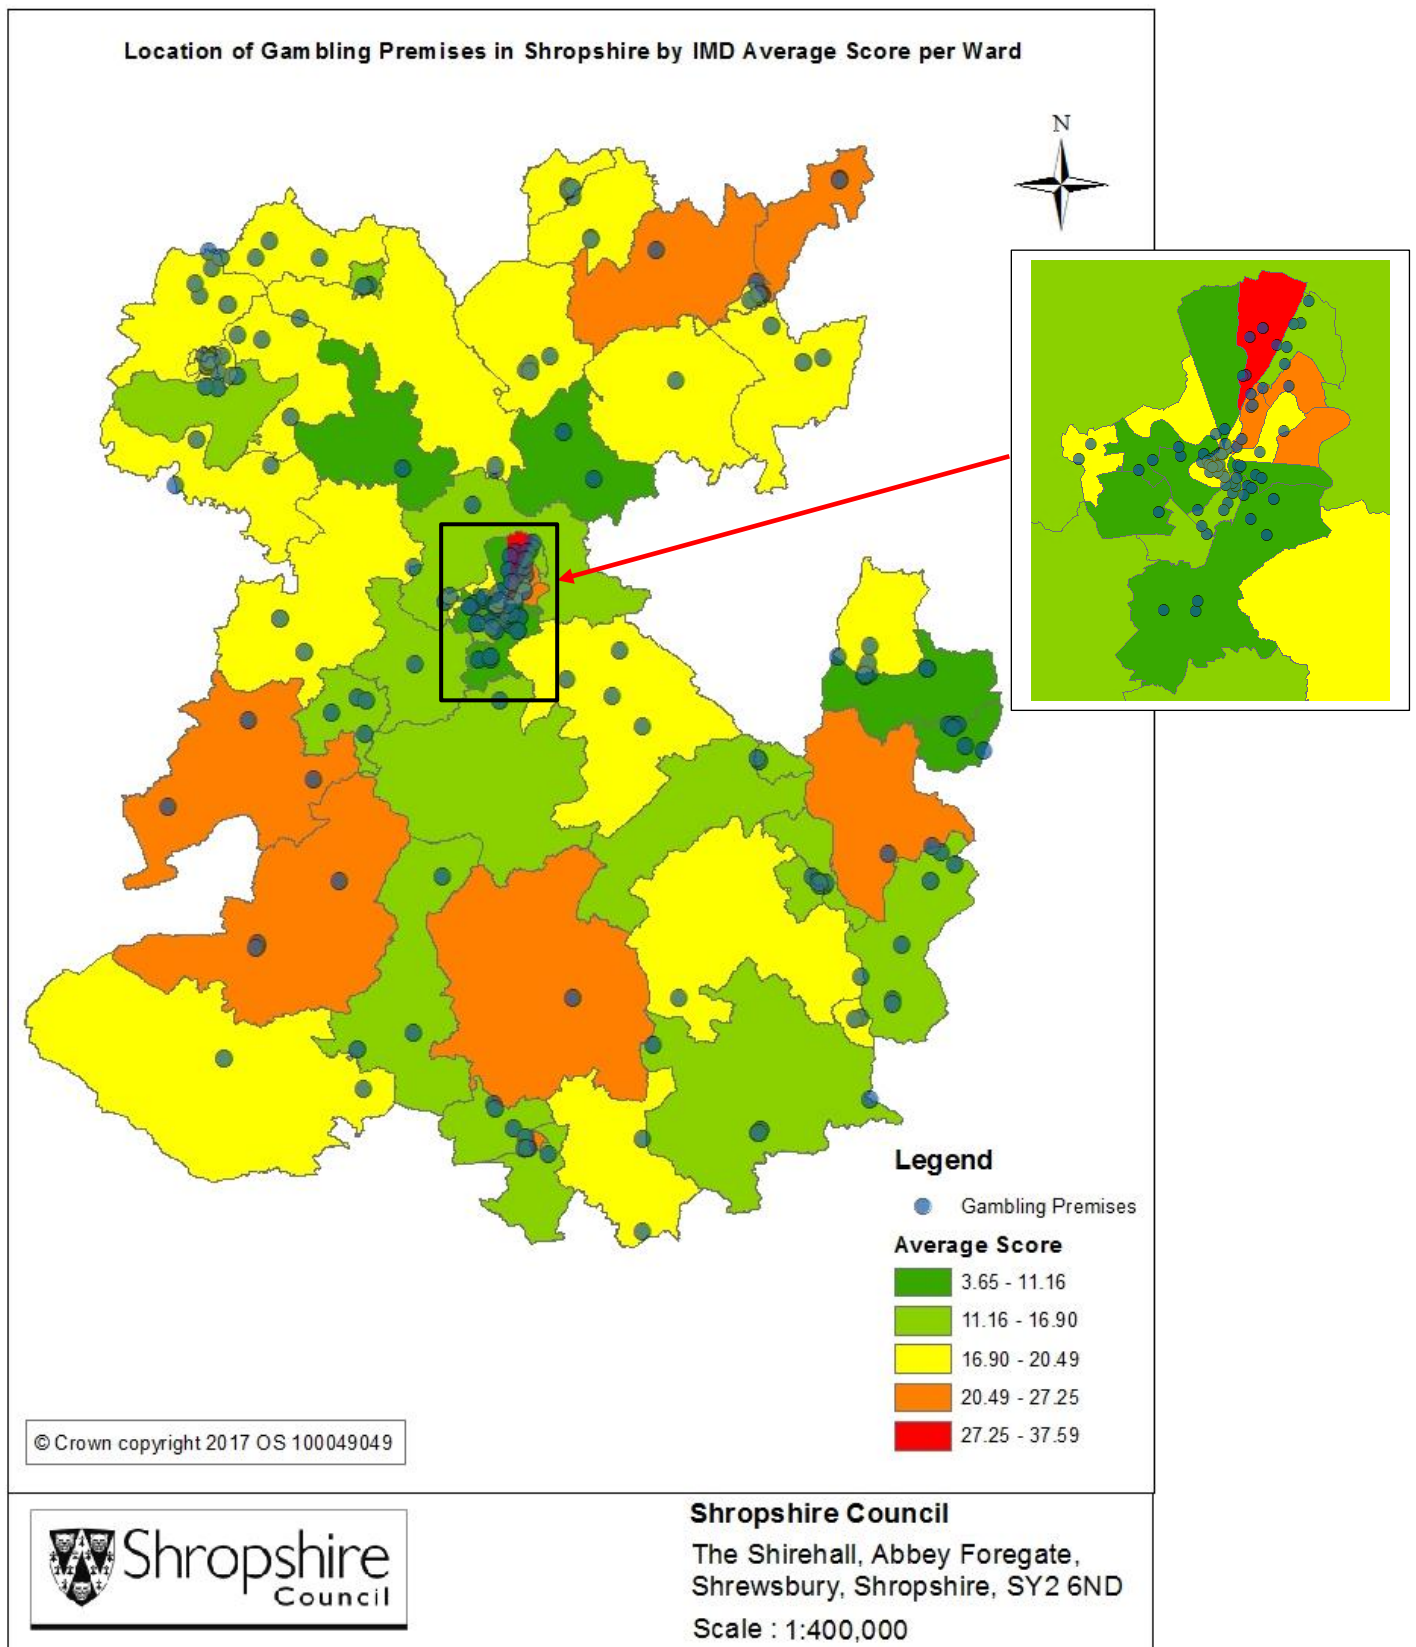 Location of Gambling Premises in Shropshire by IMD Average Score per Ward
N
Legend
Gambling Premises
Average Score
3.65 - 11.16
11.16 - 16.90
16.90 - 20.49
20.49 - 27.25
27.25 - 37.59
© Crown copyright 2017 OS 100049049
Shropshire
Council
Shropshire Council
The Shirehall, Abbey Foregate,
Shrewsbury, Shropshire, SY2 6ND
Scale : 1:400,000